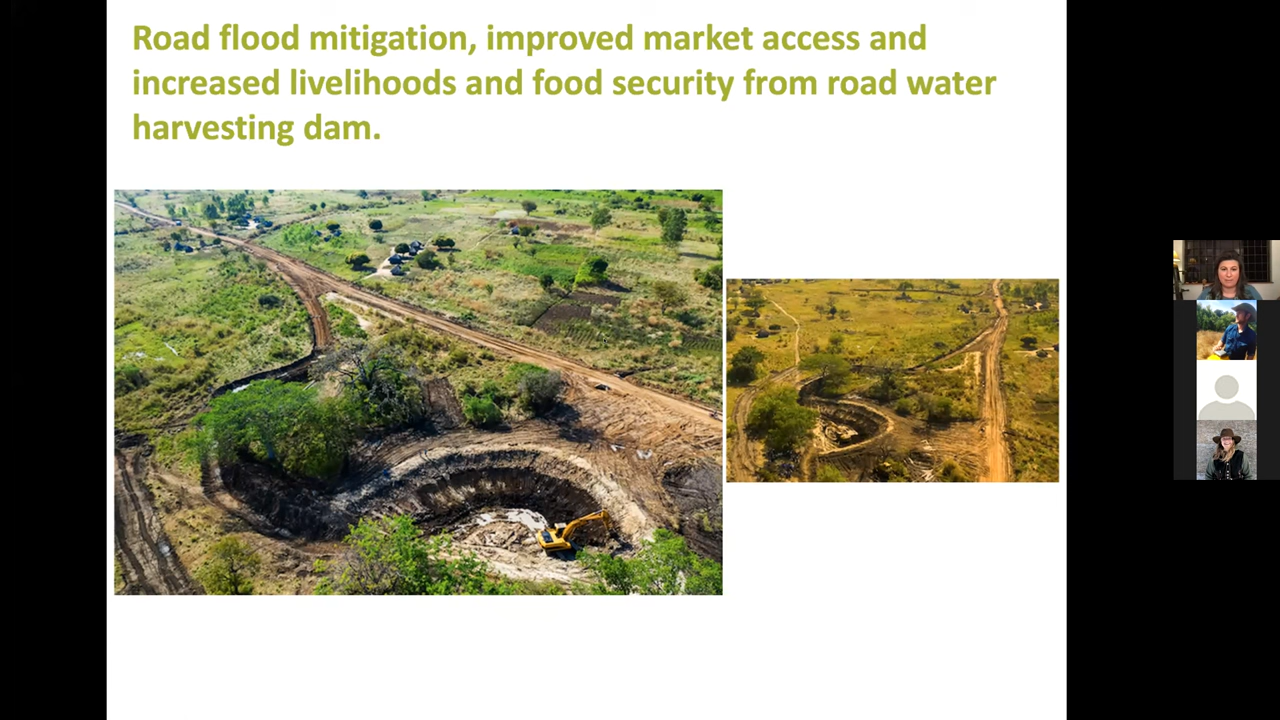 Road flood mitigation, improved market access and
increased livelihoods and food security from road water
harvesting dam.